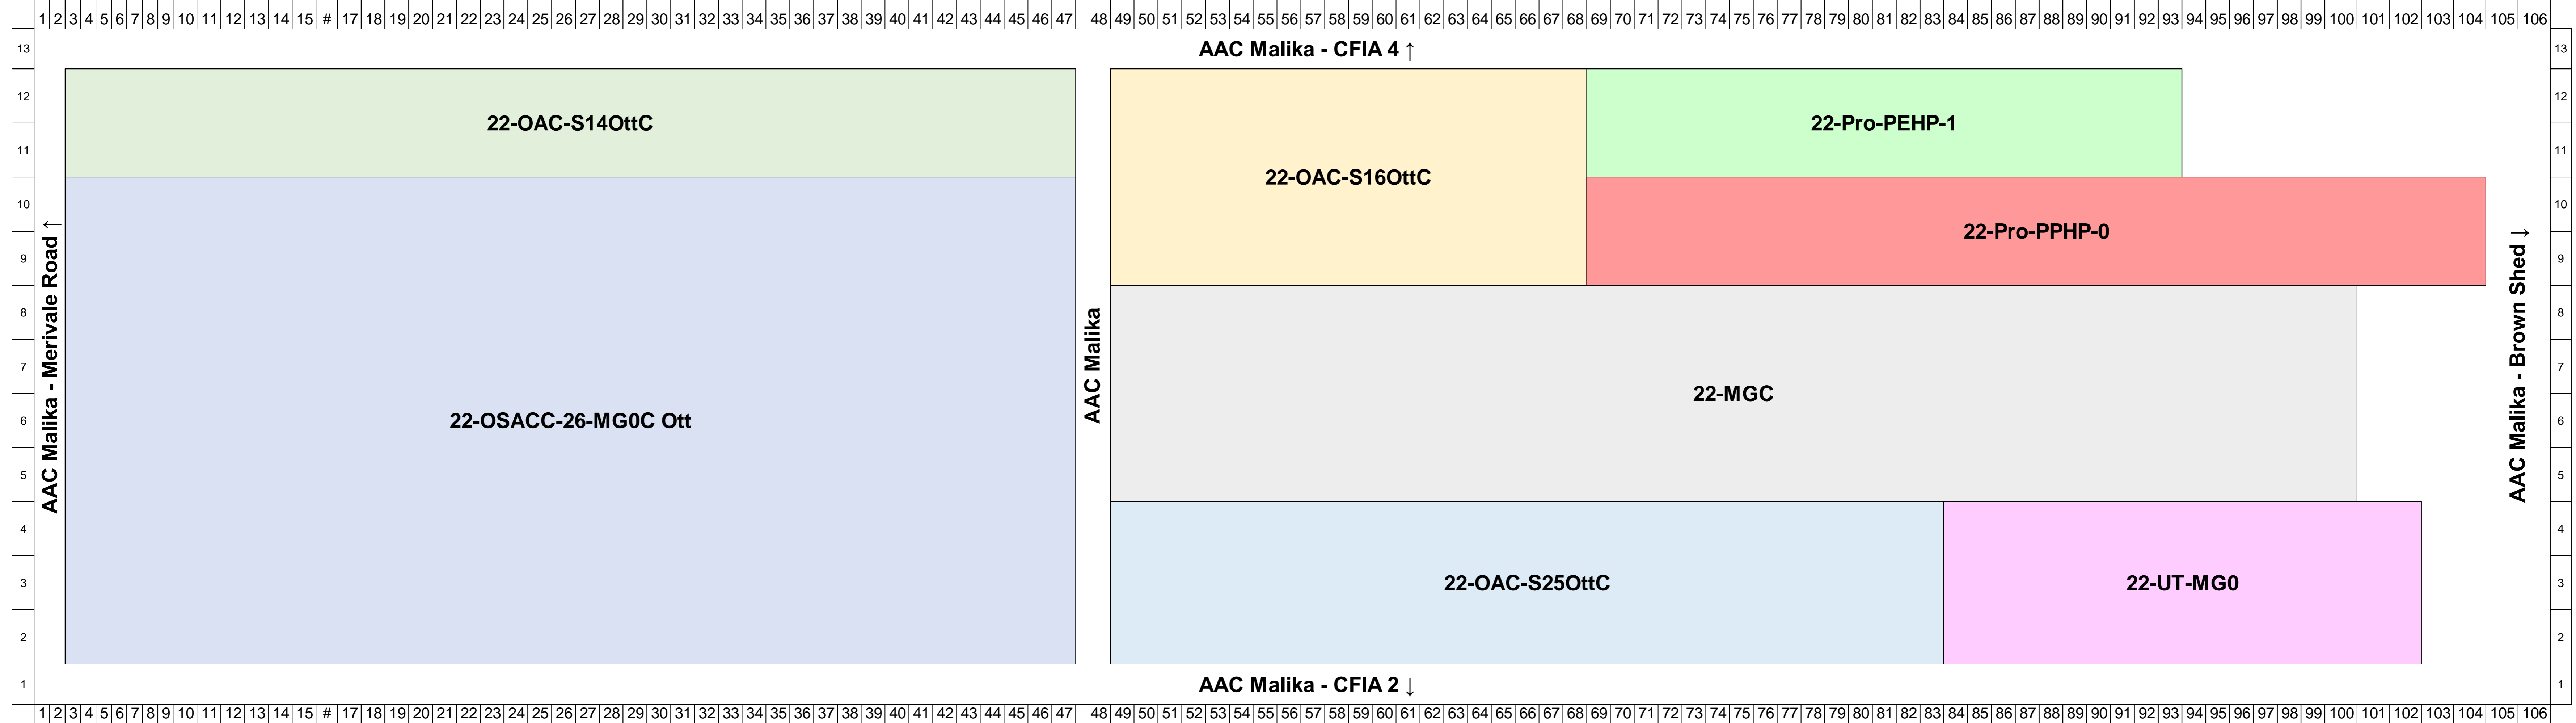 1 2 3 4 5 6 7 8 9 10 11 12 13 14 15 # 17 18 19 20 21 22 23 24 25 26 27 28 29 30 31 32 33 34 35 36 37 38 39 40 41 42 43 44 45 46 47 48 49 50 51 52 53 54 55 56 57 58 59 60 61 62 63 64 65 66 67 68 69 70 71 72 73 74 75 76 77 78 79 80 81 82 83 84 85 86 87 88 89 90 91 92 93 94 95 96 97 98 99 100 101 102 103 104 105 106
13 AAC Malika - CFIA 4 ↑ 13
12 12
22-OAC-S14OttC 22-Pro-PEHP-1
11 11
22-OAC-S16OttC
10 10
22-Pro-PPHP-0
9 9
AAC Malika - Merivale Road ↑
AAC Malika
AAC Malika - Brown Shed ↓
8 8
7 7
22-MGC
22-OSACC-26-MG0C Ott
6 6
5 5
4 4
3 22-OAC-S25OttC 22-UT-MG0 3
2 2
1 AAC Malika - CFIA 2 ↓ 1
1 2 3 4 5 6 7 8 9 10 11 12 13 14 15 # 17 18 19 20 21 22 23 24 25 26 27 28 29 30 31 32 33 34 35 36 37 38 39 40 41 42 43 44 45 46 47 48 49 50 51 52 53 54 55 56 57 58 59 60 61 62 63 64 65 66 67 68 69 70 71 72 73 74 75 76 77 78 79 80 81 82 83 84 85 86 87 88 89 90 91 92 93 94 95 96 97 98 99 100 101 102 103 104 105 106